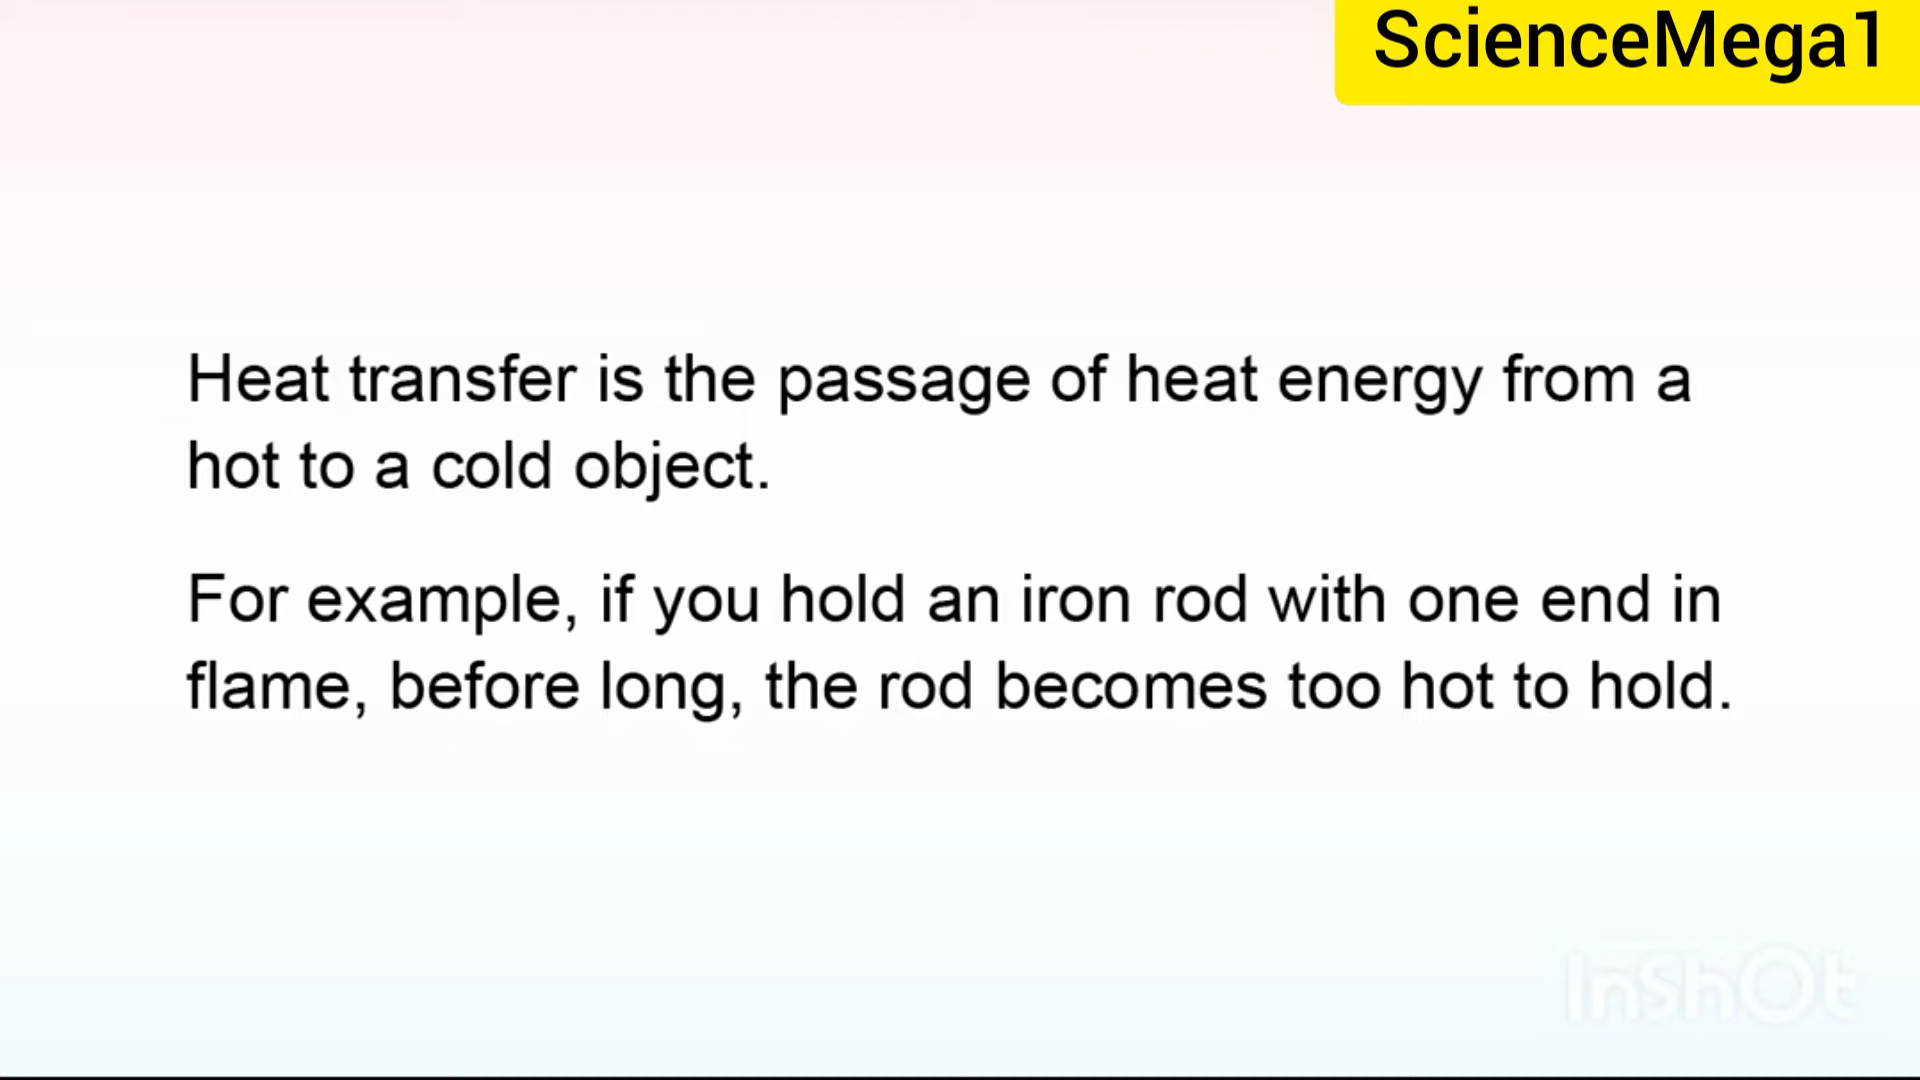 ScienceMega1
Heat transfer is the passage of heat energy from a
hot to a cold object.
For example, if you hold an iron rod with one end in
flame, before long, the rod becomes too hot to hold.
InShOt